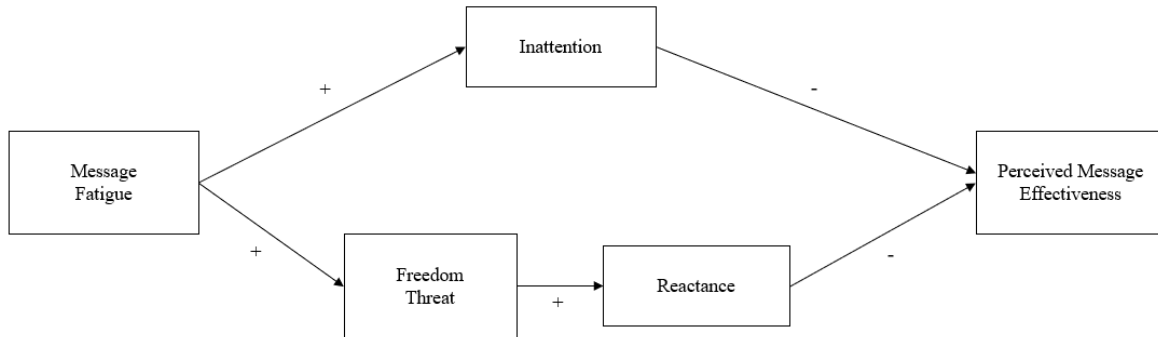 Inattention
+
-
Message
Fatigue
Perceived Message
Effectiveness
+
Freedom
Threat
+
Reactance
-